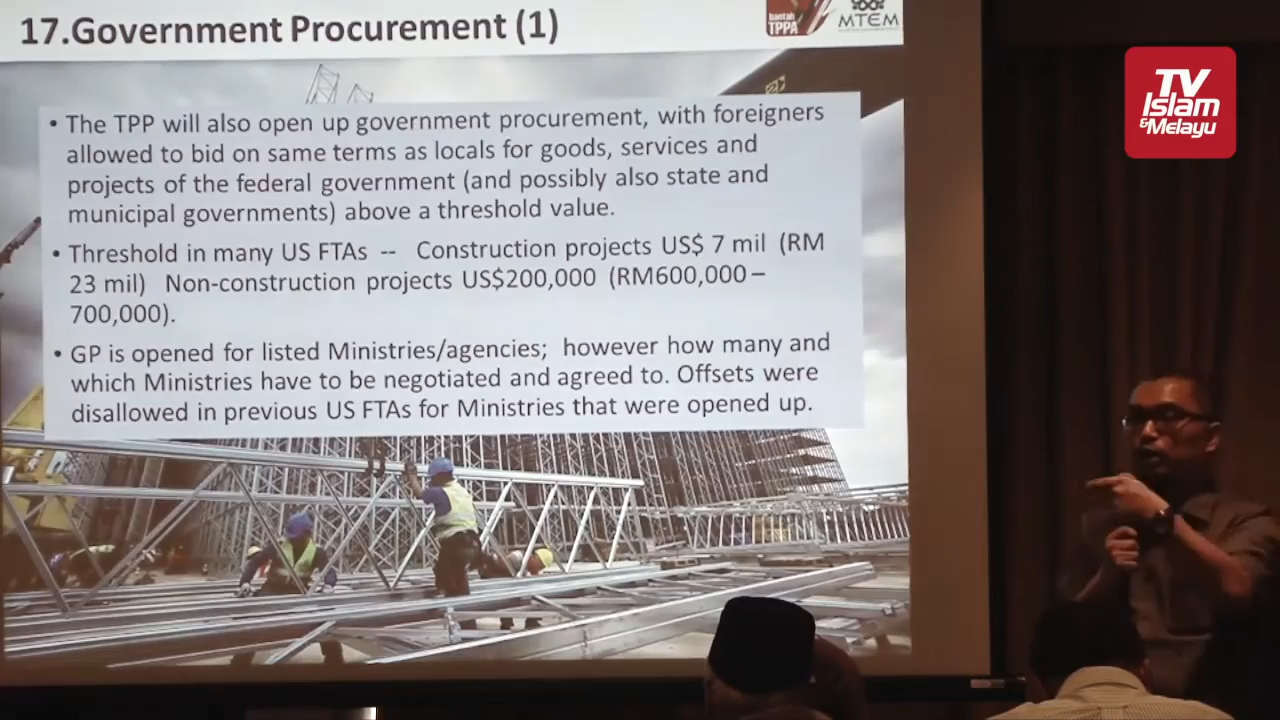 17.Government Procurement (1)
bantah
TPPA
MTEM
TV
Islam
&Melayu
• The TPP will also open up government procurement, with foreigners
allowed to bid on same terms as locals for goods, services and
projects of the federal government (and possibly also state and
municipal governments) above a threshold value.
• Threshold in many US FTAs -- Construction projects US$ 7 mil (RM
23 mil) Non-construction projects US$200,000 (RM600,000 –
700,000).
• GP is opened for listed Ministries/agencies; however how many and
which Ministries have to be negotiated and agreed to. Offsets were
disallowed in previous US FTAs for Ministries that were opened up.